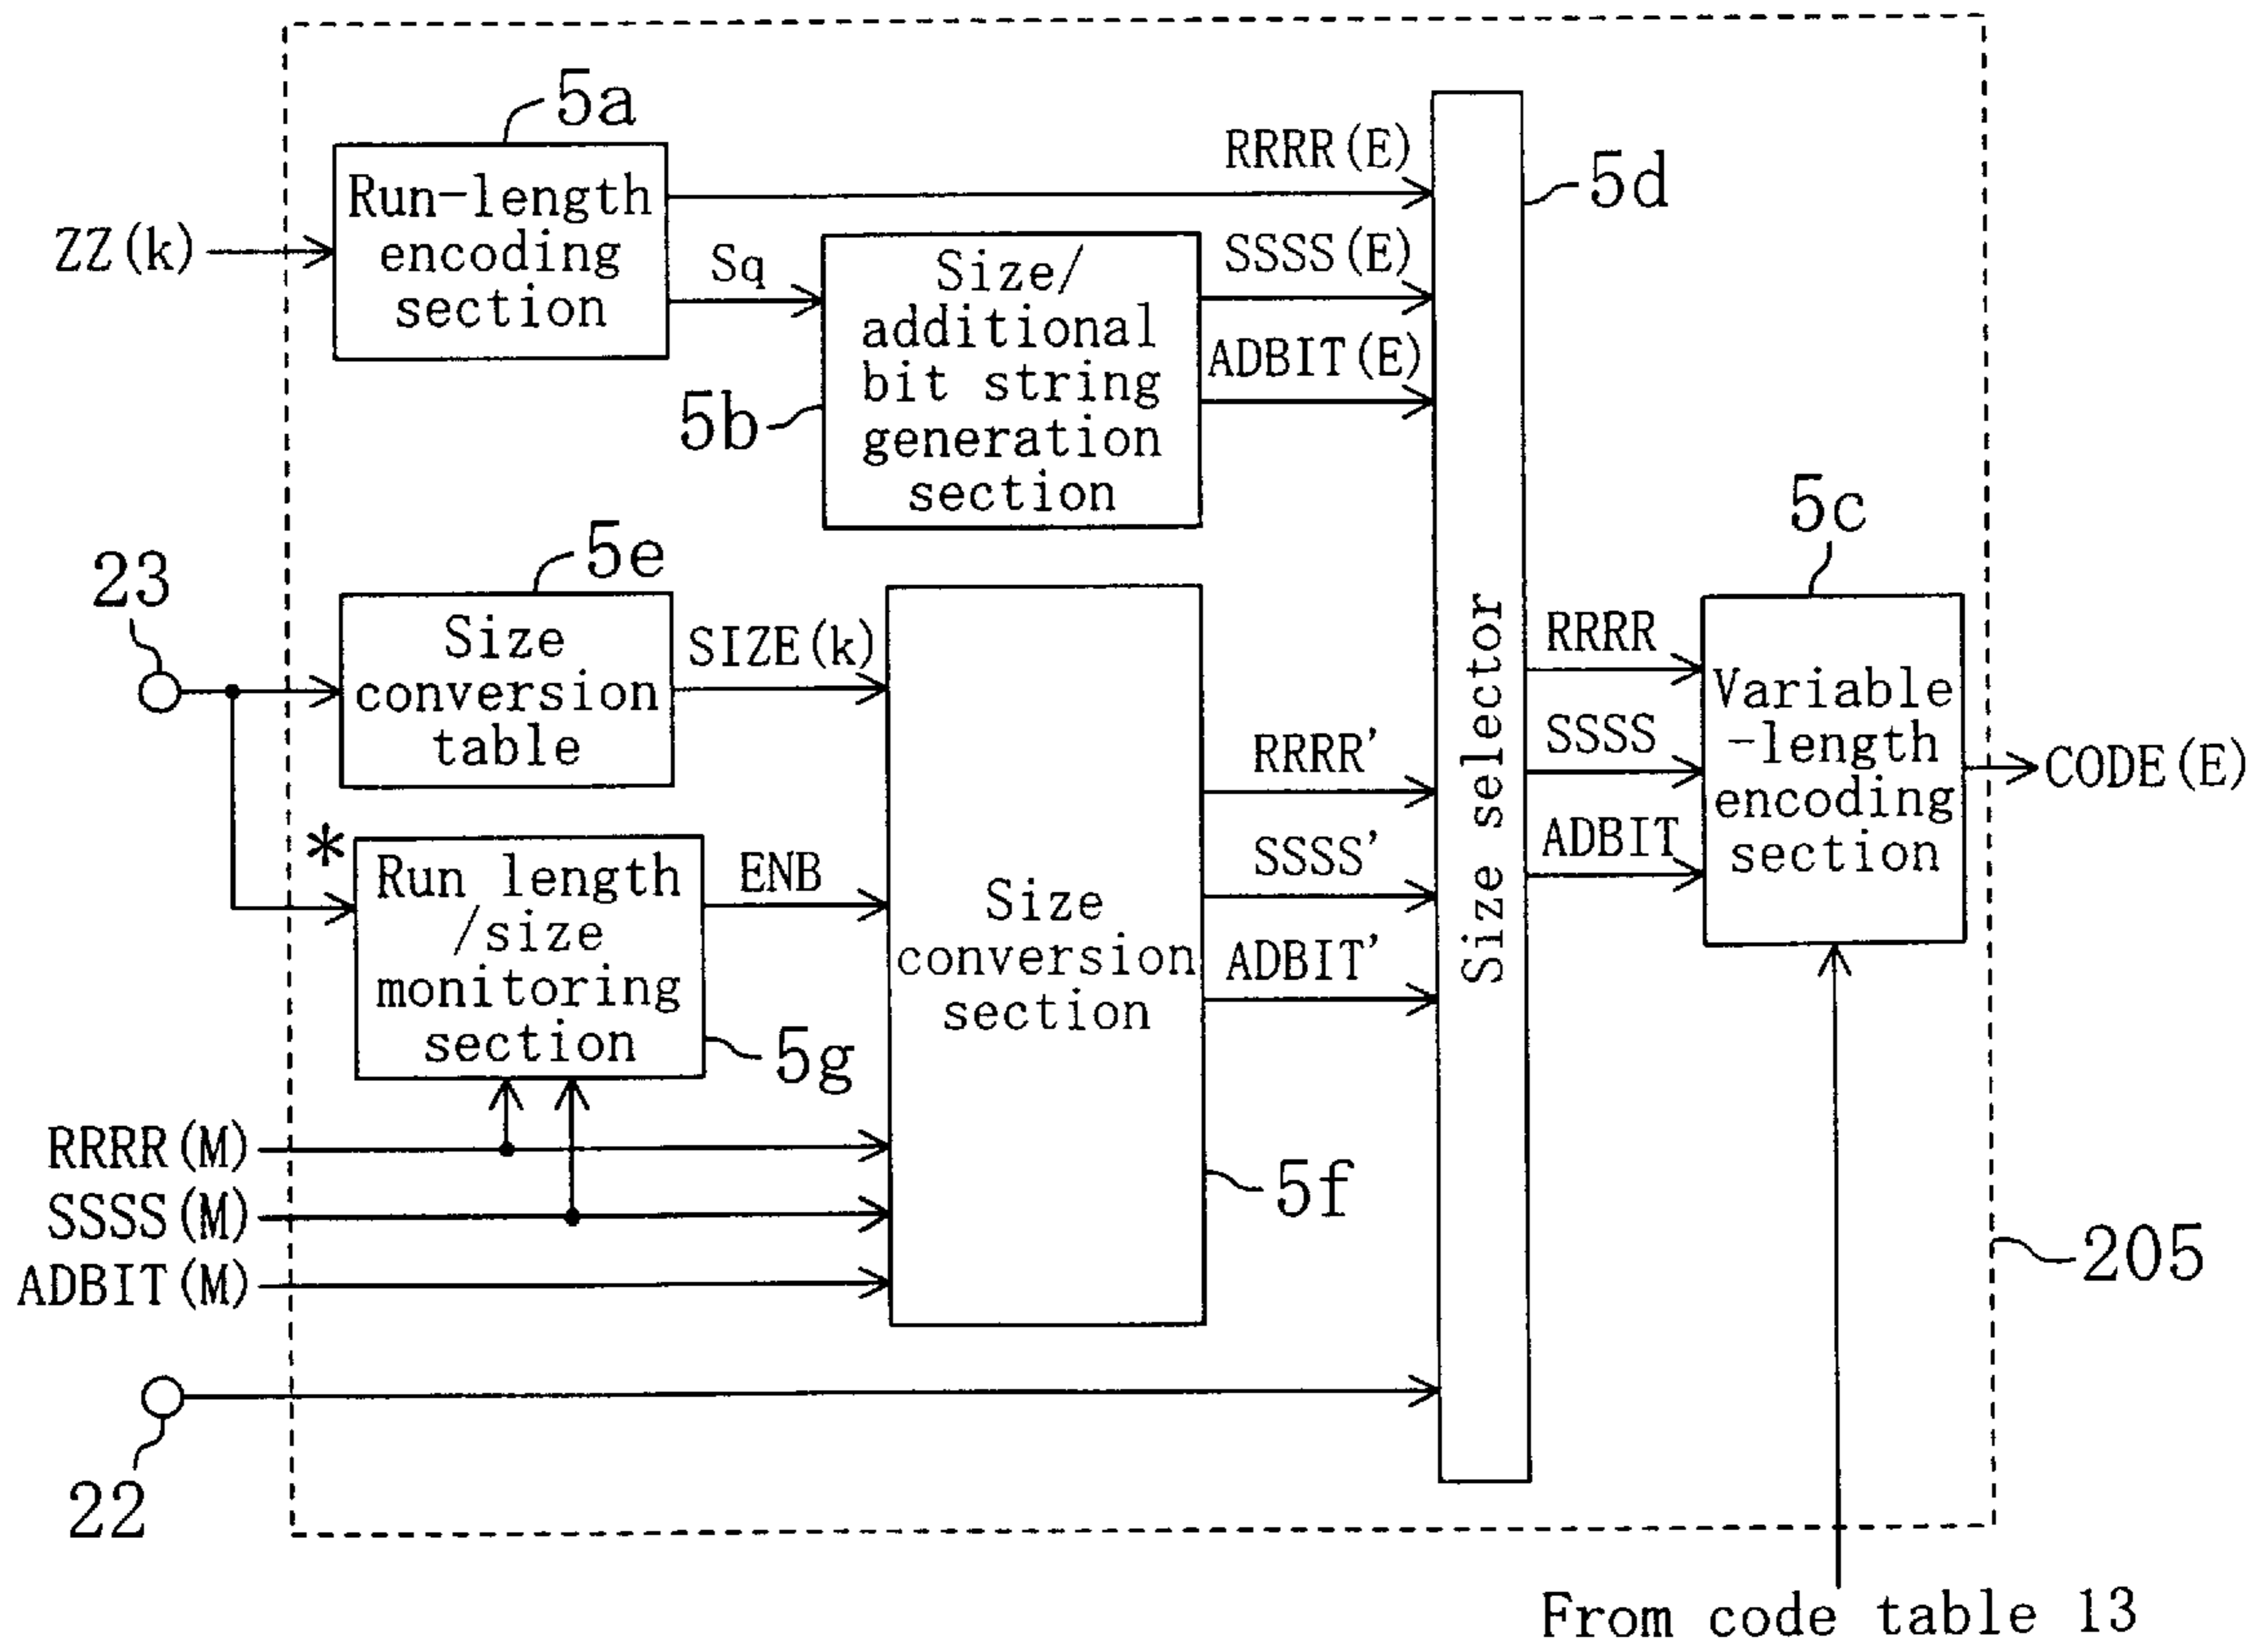 5a
Run-length
encoding
section
ZZ(k)
Sq
RRRR(E)
SSSS(E)
ADBIT(E)
5d
Size/
additional
bit string
generation
section
5b
5c
23
5e
Size
conversion
table
SIZE(k)
*
Run length
/size
monitoring
section
ENB
5g
Size
conversion
section
RRRR'
SSSS'
ADBIT'
Size selector
RRRR
SSSS
ADBIT
Variable
-length
encoding
section
CODE(E)
RRRR(M)
SSSS(M)
ADBIT(M)
5f
205
22
From code table 13